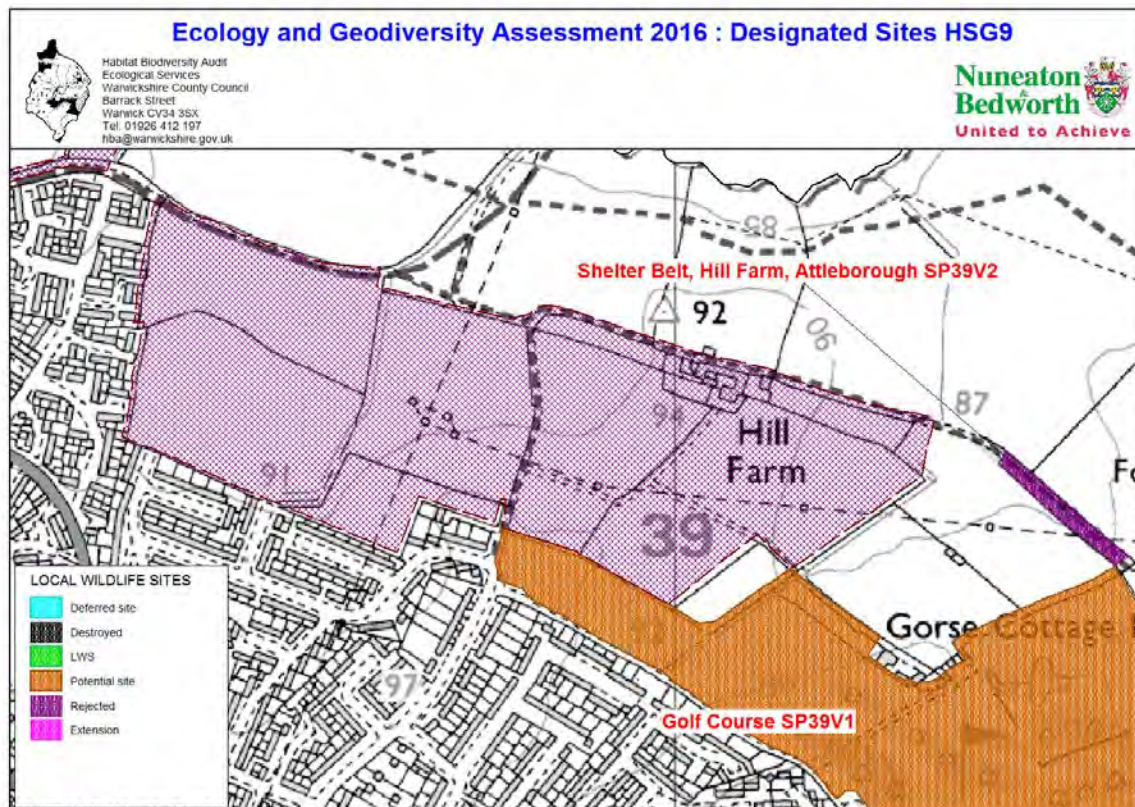 Ecology and Geodiversity Assessment 2016 : Designated Sites HSG9
Habitat Biodiversity Audit
Ecological Services
Warwickshire County Council
Barrack Street
Warwick CV34 3SX
Tel. 01926 412 197
hba@warwickshire.gov.uk
Nuneaton
&
Bedworth
United to Achieve
85
Shelter Belt, Hill Farm, Attleborough SP39V2
92
90
87
94
Hill
Farm
91
39
Gorse Cottage
97
Golf Course SP39V1
LOCAL WILDLIFE SITES
Deferred site
Destroyed
LWS
Potential site
Rejected
Extension